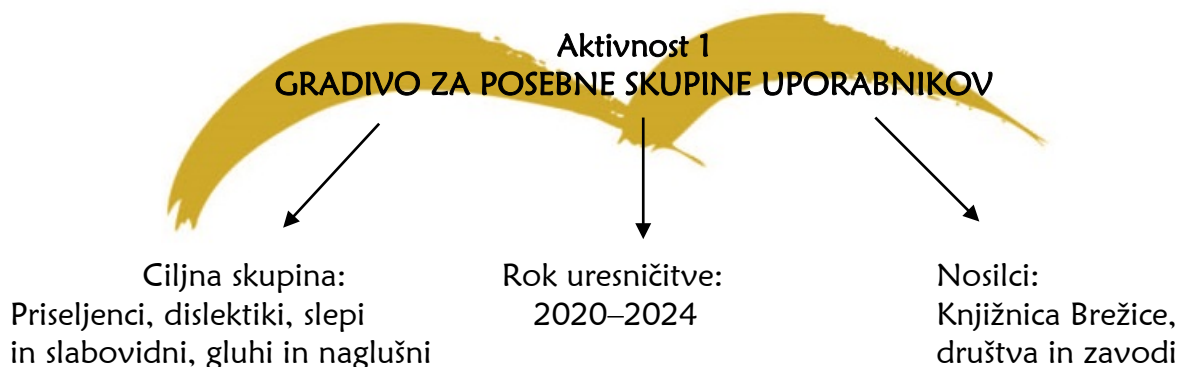 Aktivnost 1
GRADIVO ZA POSEBNE SKUPINE UPORABNIKOV
Ciljna skupina:
Priseljenci, dislektiki, slepi
in slabovidni, gluhi in naglušni
Rok uresničitve:
2020–2024
Nosilci:
Knjižnica Brežice,
društva in zavodi